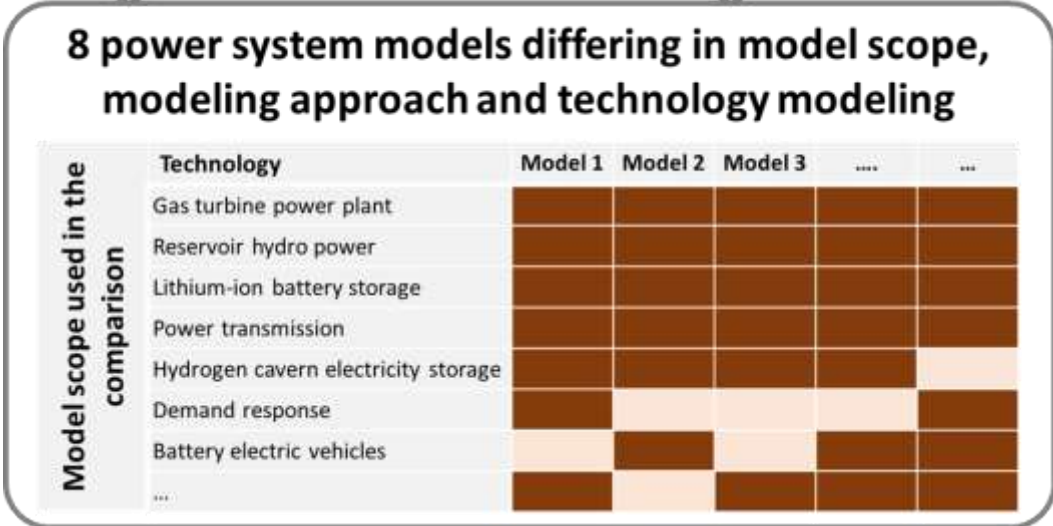 8 power system models differing in model scope,
modeling approach and technology modeling
Model scope used in the
comparison
Technology Model 1 Model 2 Model 3 .... ...
Gas turbine power plant
Reservoir hydro power
Lithium-ion battery storage
Power transmission
Hydrogen cavern electricity storage
Demand response
Battery electric vehicles
...